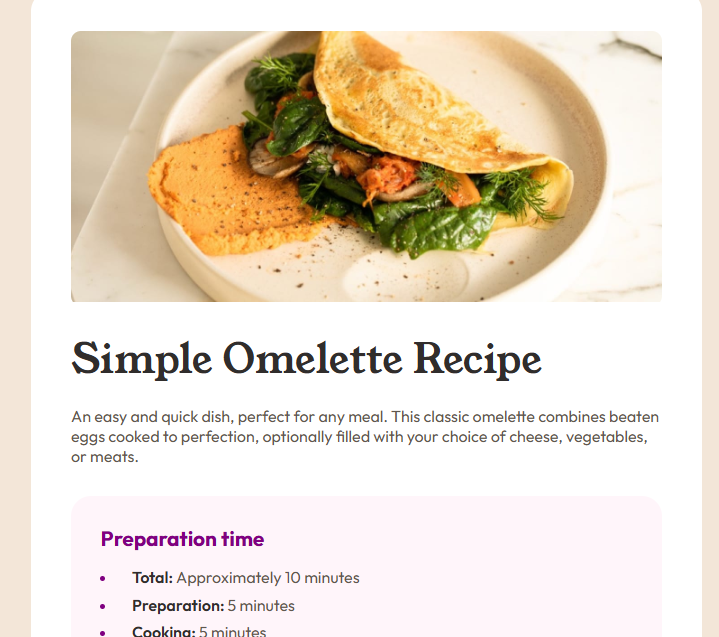 Simple Omelette Recipe
An easy and quick dish, perfect for any meal. This classic omelette combines beaten
eggs cooked to perfection, optionally filled with your choice of cheese, vegetables,
or meats.
Preparation time
Total: Approximately 10 minutes
Preparation: 5 minutes
Cooking: 5 minutes